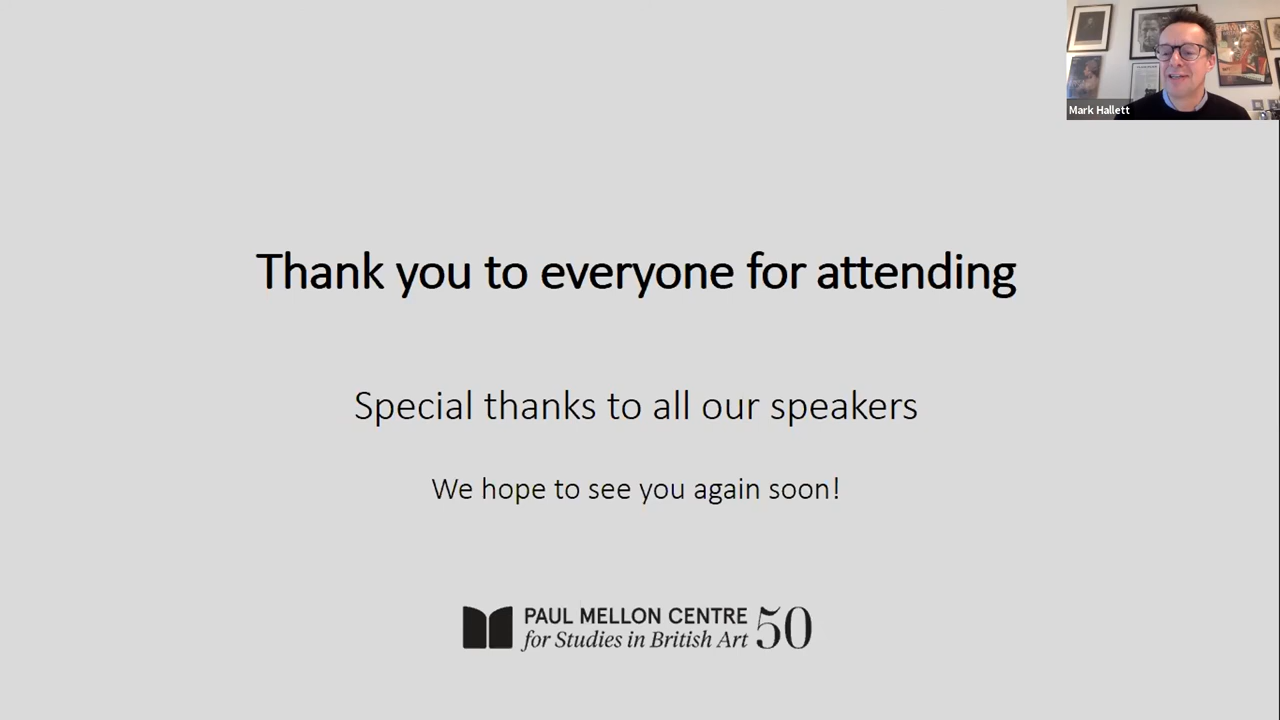 Mark Hallett
Thank you to everyone for attending
Special thanks to all our speakers
We hope to see you again soon!
PAUL MELLON CENTRE
for Studies in British Art
50